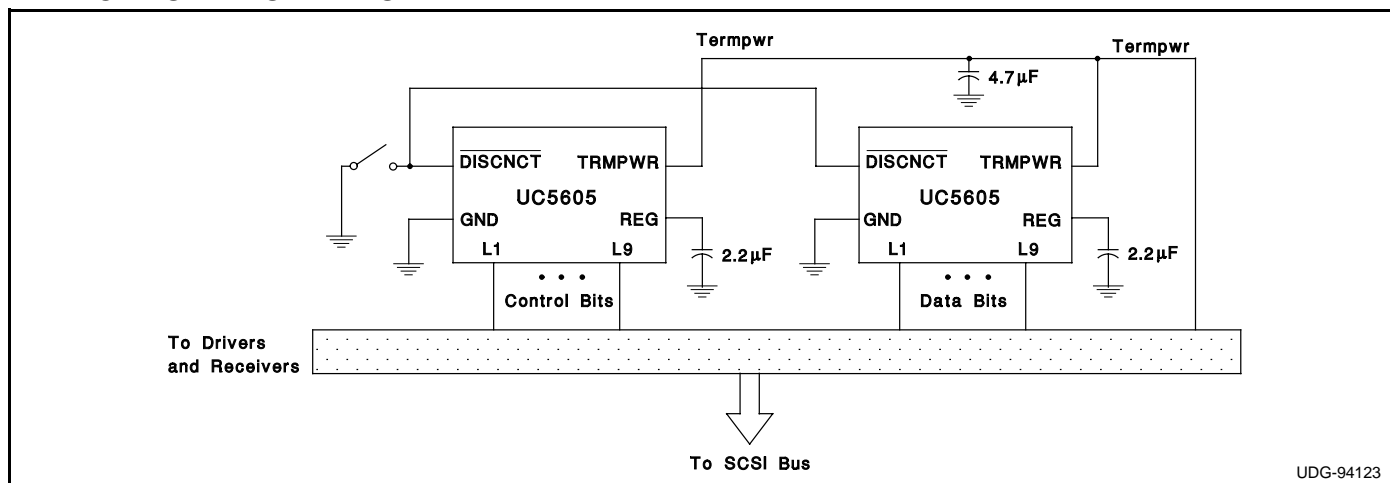 Termpwr
Termpwr
4.7µF
DISCNCT TRMPWR
UC5605
GND REG
L1 L9
2.2µF
• • •
Control Bits
DISCNCT TRMPWR
UC5605
GND REG
L1 L9
2.2µF
• • •
Data Bits
To Drivers
and Receivers
To SCSI Bus
UDG-94123